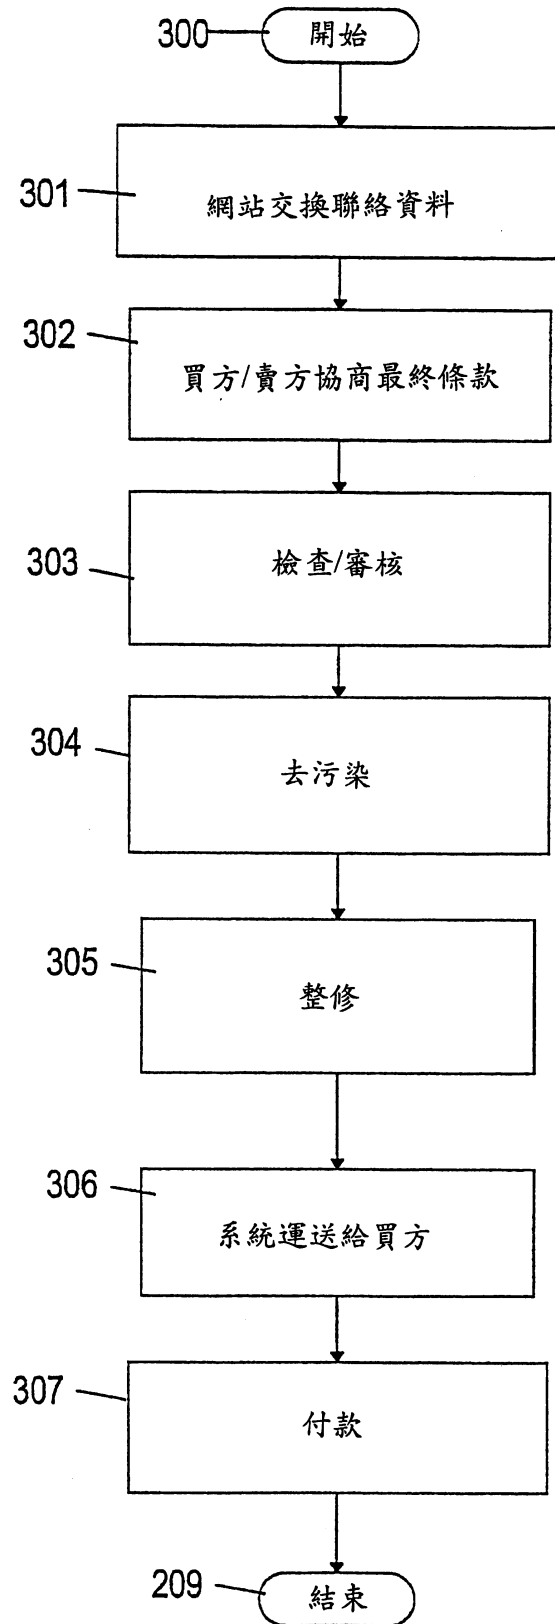 300 開始
301 網站交換聯絡資料
302 買方/賣方協商最終條款
303 檢查/審核
304 去污染
305 整修
306 系統運送給買方
307 付款
209 結束